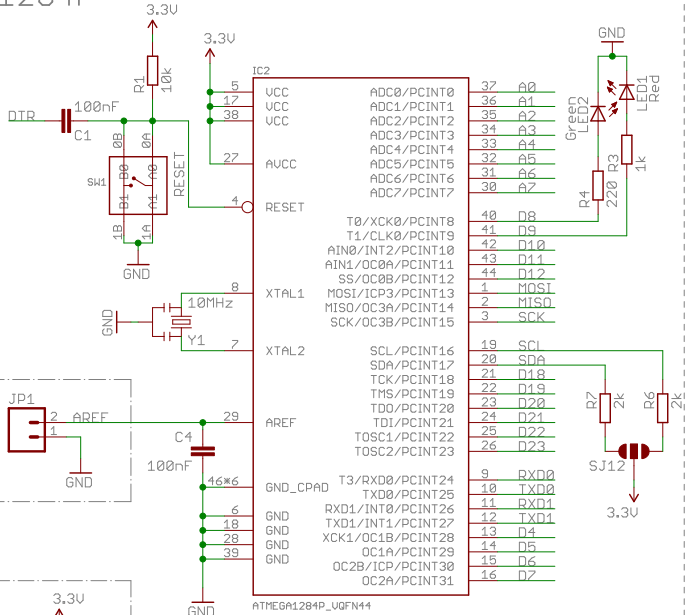 3.3V
3.3V
GND
IC2
R1
10k
DTR
100nF
C1
0B
0A
SW1
B0
A0
B1
A1
RESET
1B
1A
GND
5 VCC
17 VCC
38 VCC
27 AVCC
4 RESET
8 XTAL1
10MHz
GND
Y1
7 XTAL2
JP1
2 AREF
1
GND
29 AREF
C4
100nF
46*6 GND_CPAD
6 GND
18 GND
28 GND
39 GND
GND
3.3V
ATMEGA1284P_VQFN44
ADC0/PCINT0 37 A0
ADC1/PCINT1 36 A1
ADC2/PCINT2 35 A2
ADC3/PCINT3 34 A3
ADC4/PCINT4 33 A4
ADC5/PCINT5 32 A5
ADC6/PCINT6 31 A6
ADC7/PCINT7 30 A7
T0/XCK0/PCINT8 40 D8
T1/CLK0/PCINT9 41 D9
AIN0/INT2/PCINT10 42 D10
AIN1/OC0A/PCINT11 43 D11
SS/OC0B/PCINT12 44 D12
MOSI/ICP3/PCINT13 1 MOSI
MISO/OC3A/PCINT14 2 MISO
SCK/OC3B/PCINT15 3 SCK
SCL/PCINT16 19 SCL
SDA/PCINT17 20 SDA
TCK/PCINT18 21 D18
TMS/PCINT19 22 D19
TDO/PCINT20 23 D20
TDI/PCINT21 24 D21
TOSC1/PCINT22 25 D22
TOSC2/PCINT23 26 D23
T3/RXD0/PCINT24 9 RXD0
TXD0/PCINT25 10 TXD0
RXD1/INT0/PCINT26 11 RXD1
TXD1/INT1/PCINT27 12 TXD1
XCK1/OC1B/PCINT28 13 D4
OC1A/PCINT29 14 D5
OC2B/ICP/PCINT30 15 D6
OC2A/PCINT31 16 D7
Green
LED2
LED1
Red
R3
1k
R4
220
R7
2k
R6
2k
SJ12
3.3V